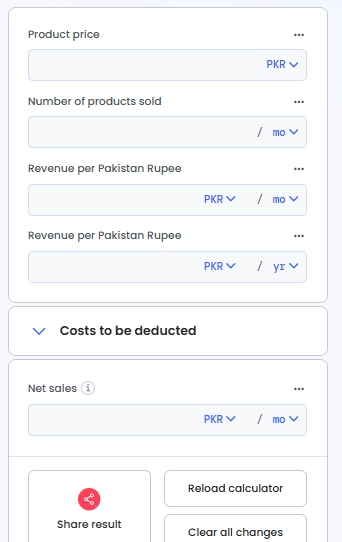 Product price ...
PKR
Number of products sold ...
/ mo
Revenue per Pakistan Rupee ...
PKR / mo
Revenue per Pakistan Rupee ...
PKR / yr
Costs to be deducted
Net sales i ...
PKR / mo
Share result
Reload calculator
Clear all changes